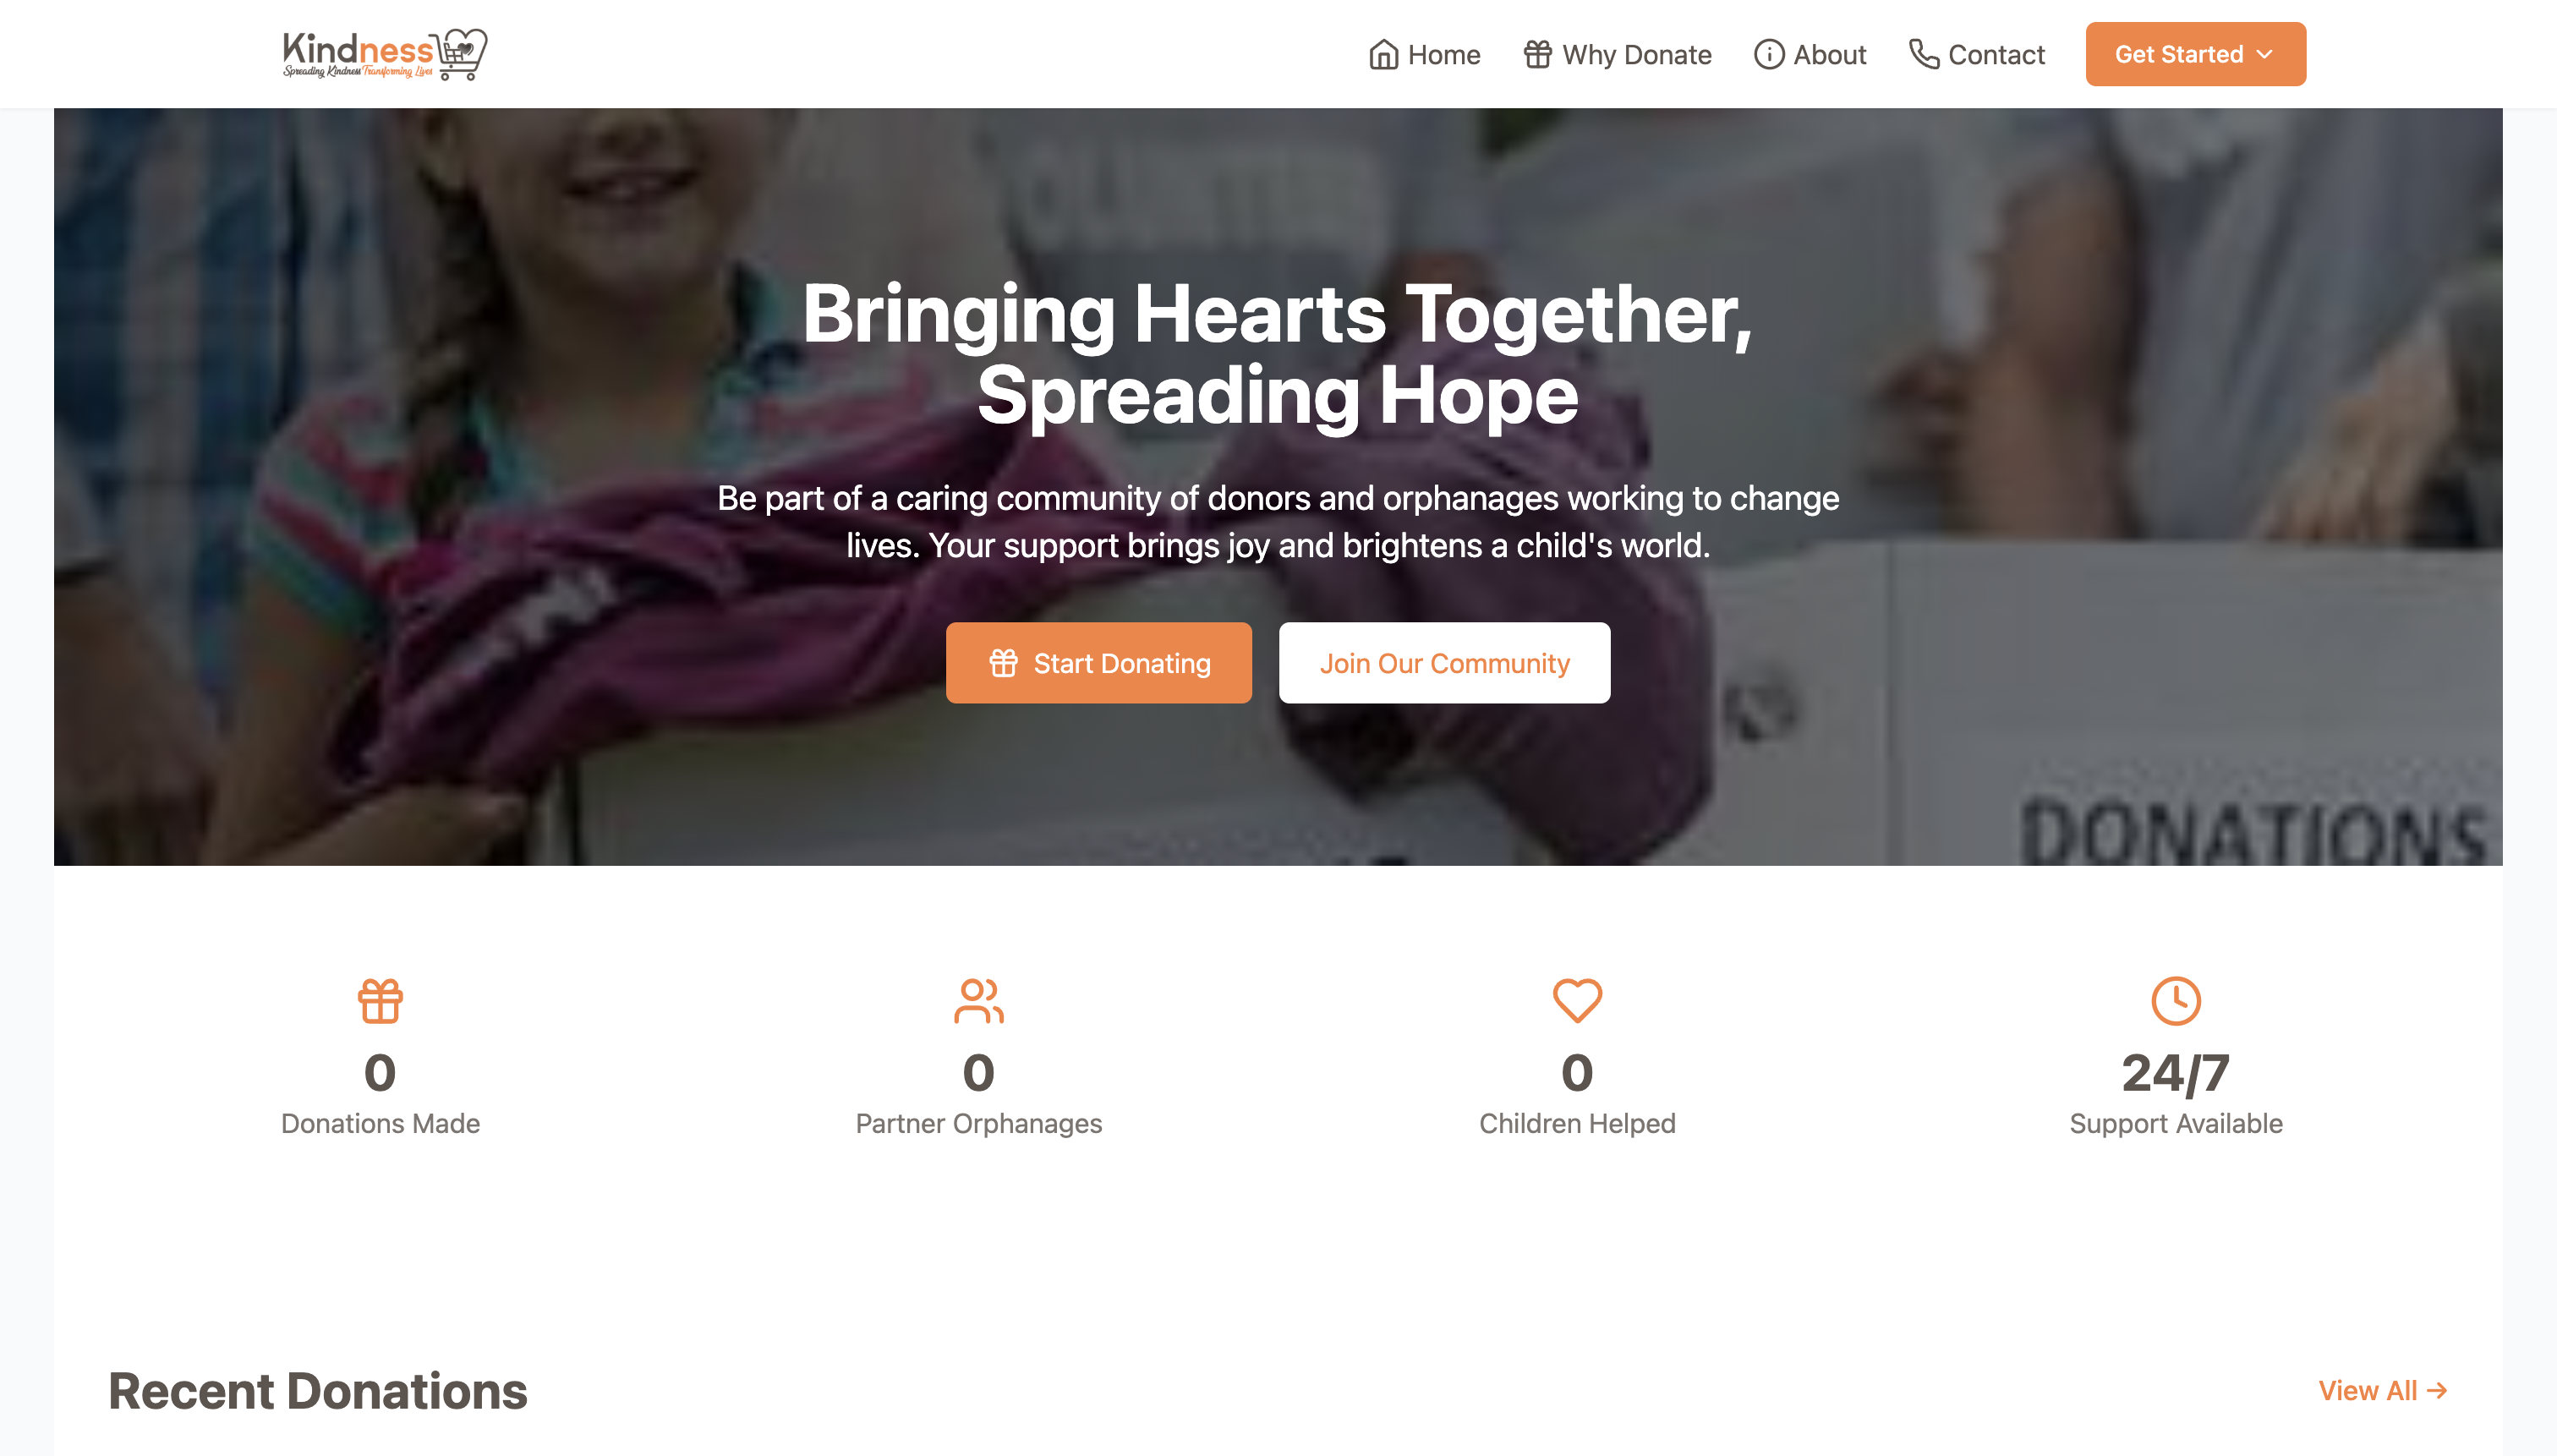 Kindness
Spreading Kindness Transforming Lives
Home
Why Donate
About
Contact
Get Started
Bringing Hearts Together,
Spreading Hope
Be part of a caring community of donors and orphanages working to change
lives. Your support brings joy and brightens a child's world.
Start Donating
Join Our Community
DONATIONS
0
Donations Made
0
Partner Orphanages
0
Children Helped
24/7
Support Available
Recent Donations
View All →